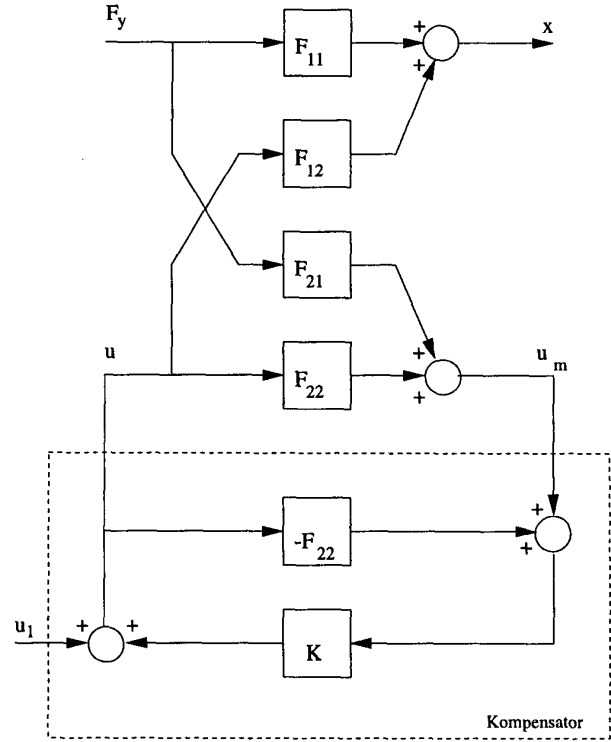 F_y
x
+
F_11
+
F_12
F_21
+
u
u_m
F_22
+
+
-F_22
+
u_1
+
+
K
Kompensator